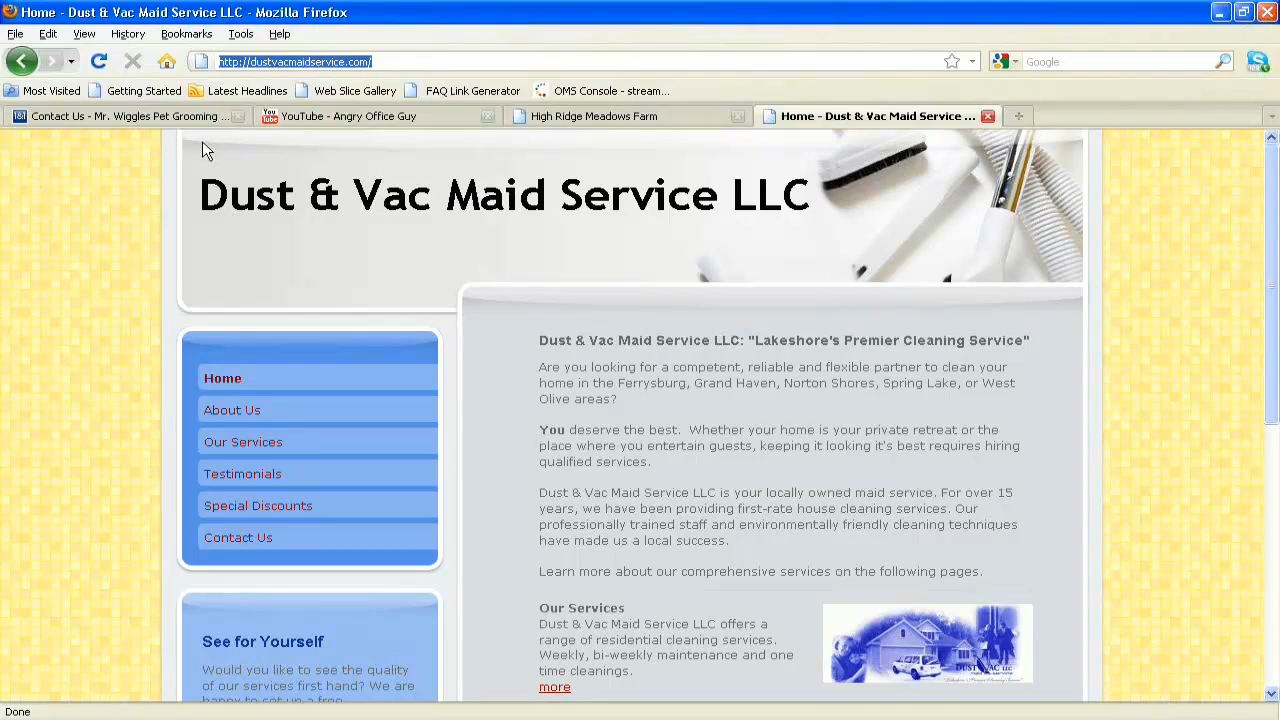 Home - Dust & Vac Maid Service LLC - Mozilla Firefox
File Edit View History Bookmarks Tools Help
http://dustvacmaidservice.com/
Google
Most Visited Getting Started Latest Headlines Web Slice Gallery FAQ Link Generator OMS Console - stream...
Contact Us - Mr. Wiggles Pet Grooming ... YouTube - Angry Office Guy High Ridge Meadows Farm Home - Dust & Vac Maid Service ...
Dust & Vac Maid Service LLC
Home
About Us
Our Services
Testimonials
Special Discounts
Contact Us
See for Yourself
Would you like to see the quality
of our services first hand? We are
happy to set up a free
Dust & Vac Maid Service LLC: "Lakeshore's Premier Cleaning Service"
Are you looking for a competent, reliable and flexible partner to clean your
home in the Ferrysburg, Grand Haven, Norton Shores, Spring Lake, or West
Olive areas?
You deserve the best. Whether your home is your private retreat or the
place where you entertain guests, keeping it looking it's best requires hiring
qualified services.
Dust & Vac Maid Service LLC is your locally owned maid service. For over 15
years, we have been providing first-rate house cleaning services. Our
professionally trained staff and environmentally friendly cleaning techniques
have made us a local success.
Learn more about our comprehensive services on the following pages.
Our Services
Dust & Vac Maid Service LLC offers a
range of residential cleaning services.
Weekly, bi-weekly maintenance and one
time cleanings.
more
DUST & VAC LLC
Done